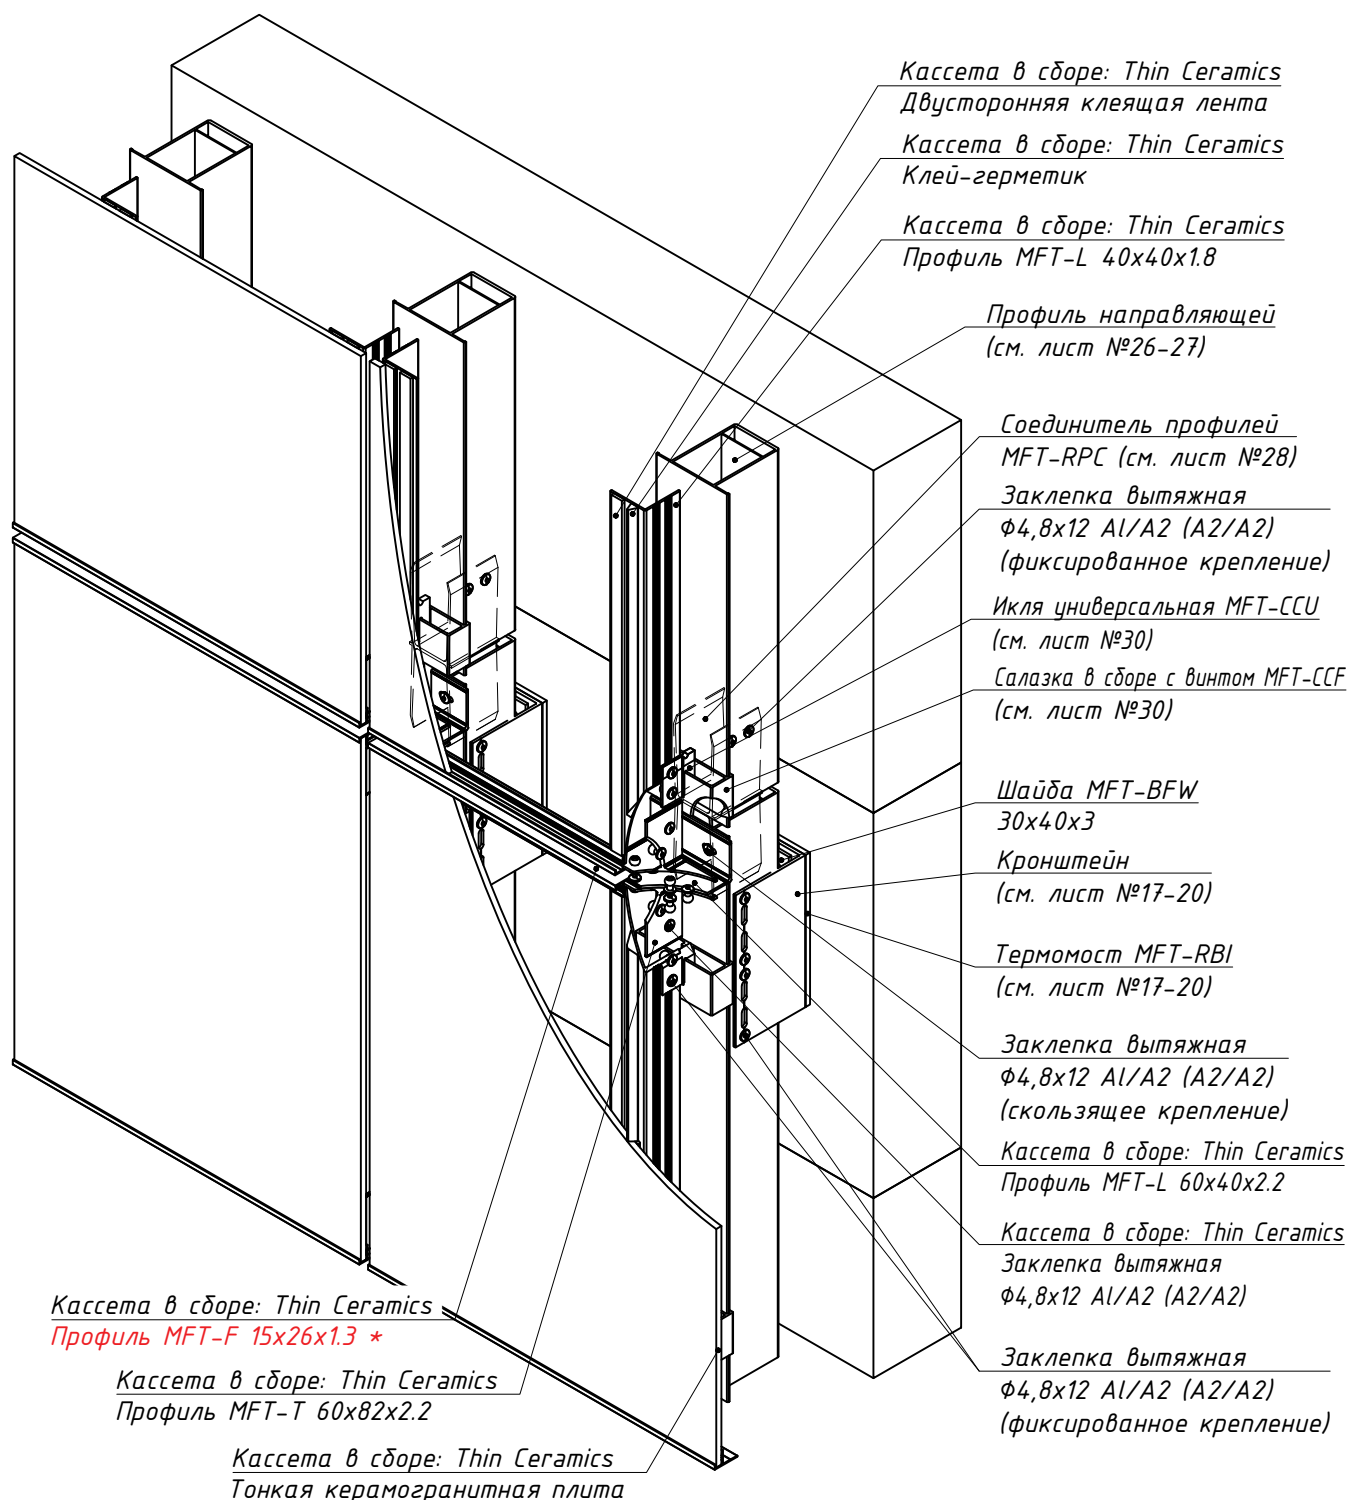 Кассета в сборе: Thin Ceramics
Двусторонняя клеящая лента
Кассета в сборе: Thin Ceramics
Клей-герметик
Кассета в сборе: Thin Ceramics
Профиль MFT-L 40x40x1.8
Профиль направляющей
(см. лист №26-27)
Соединитель профилей
MFT-RPC (см. лист №28)
Заклепка вытяжная
Ф4,8х12 Al/A2 (A2/A2)
(фиксированное крепление)
Икля универсальная MFT-CCU
(см. лист №30)
Салазка в сборе с винтом MFT-CCF
(см. лист №30)
Шайба MFT-BFW
30x40x3
Кронштейн
(см. лист №17-20)
Термомост MFT-RBI
(см. лист №17-20)
Заклепка вытяжная
Ф4,8х12 Al/A2 (A2/A2)
(скользящее крепление)
Кассета в сборе: Thin Ceramics
Профиль MFT-L 60x40x2.2
Кассета в сборе: Thin Ceramics
Заклепка вытяжная
Ф4,8х12 Al/A2 (A2/A2)
Заклепка вытяжная
Ф4,8х12 Al/A2 (A2/A2)
(фиксированное крепление)
Кассета в сборе: Thin Ceramics
Профиль MFT-F 15x26x1.3 *
Кассета в сборе: Thin Ceramics
Профиль MFT-T 60x82x2.2
Кассета в сборе: Thin Ceramics
Тонкая керамогранитная плита